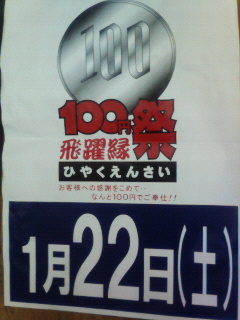 100
100円祭
飛躍縁
ひやくえんさい
お客様への感謝をこめて‥
なんと100円でご奉仕!!
1月22日(土)